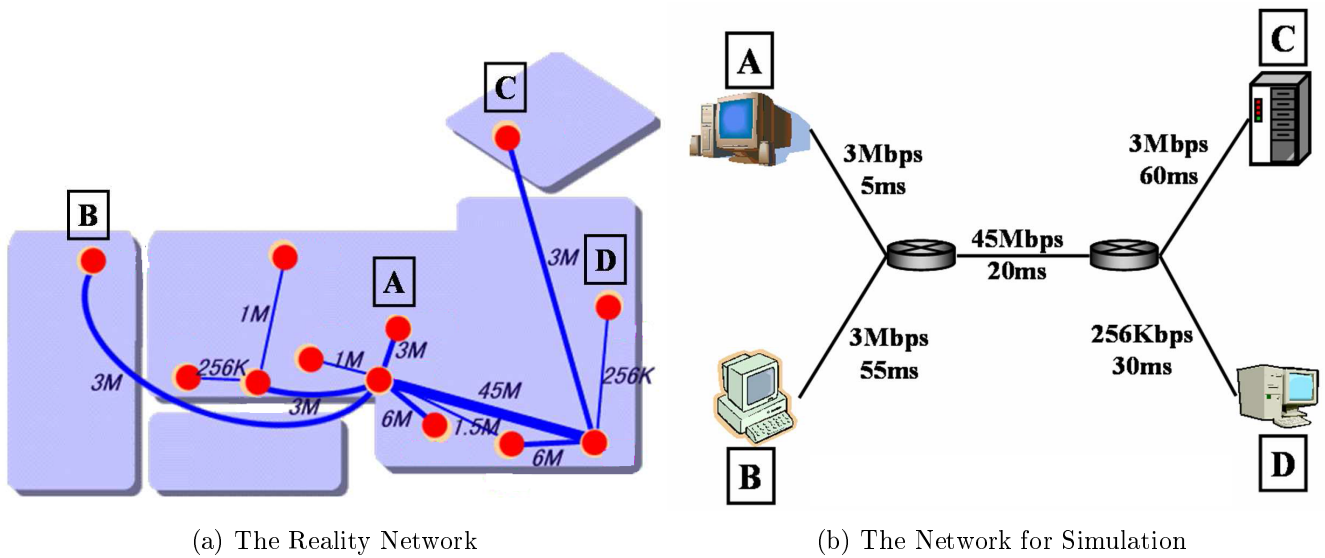 C
B
3M
D
A
1M
3M
256K
1M
256K
3M
45M
3M
6M
1.5M
6M
(a) The Reality Network
A
C
3Mbps
5ms
3Mbps
60ms
45Mbps
20ms
3Mbps
55ms
256Kbps
30ms
B
D
(b) The Network for Simulation